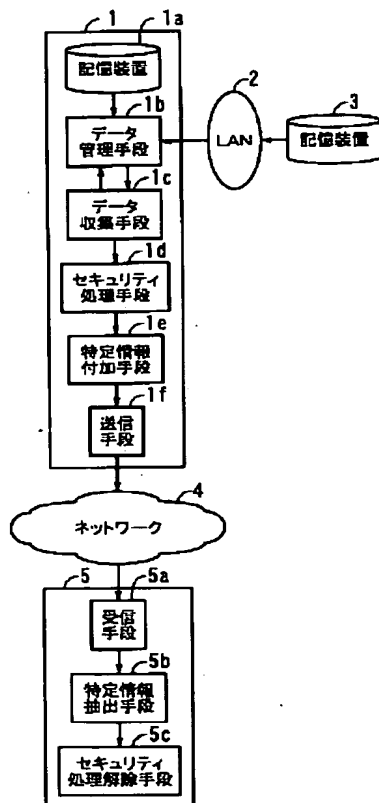 1
1a
記憶装置
1b
データ
管理手段
2
LAN
3
記憶装置
1c
データ
収集手段
1d
セキュリティ
処理手段
1e
特定情報
付加手段
1f
送信
手段
4
ネットワーク
5
5a
受信
手段
5b
特定情報
抽出手段
5c
セキュリティ
処理解除手段